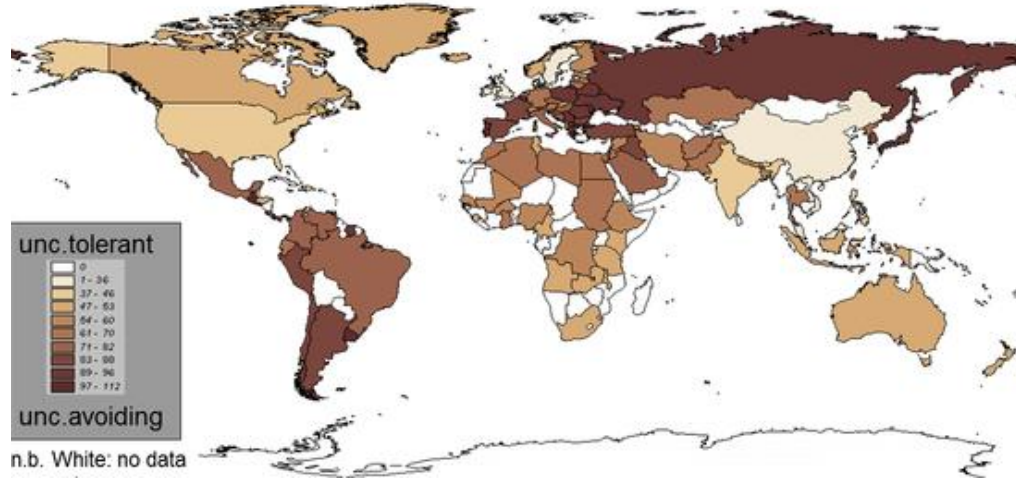 unc.tolerant
0
1 - 36
37 - 46
47 - 53
54 - 60
61 - 70
71 - 82
83 - 88
89 - 96
97 - 112
unc.avoiding
n.b. White: no data